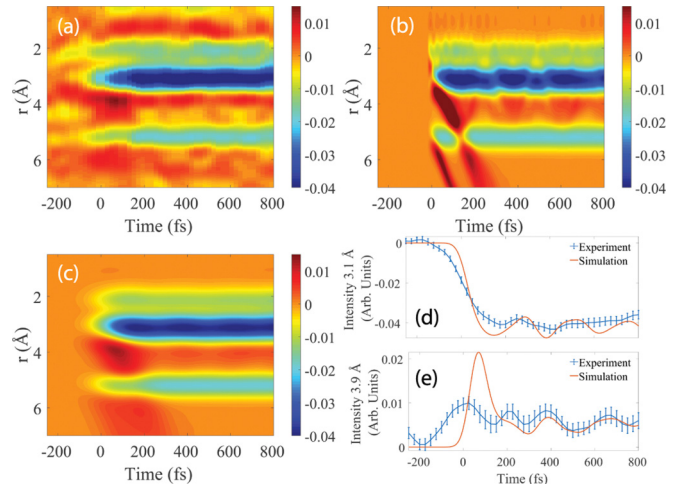 (a)
r (Å)
2
4
6
-200 0 200 400 600 800
Time (fs)
0.01
0
-0.01
-0.02
-0.03
-0.04
(b)
r (Å)
2
4
6
-200 0 200 400 600 800
Time (fs)
0.01
0
-0.01
-0.02
-0.03
-0.04
(c)
r (Å)
2
4
6
-200 0 200 400 600 800
Time (fs)
0.01
0
-0.01
-0.02
-0.03
-0.04
Intensity 3.1 Å
(Arb. Units)
0
-0.02
-0.04
Experiment
Simulation
(d)
Intensity 3.9 Å
(Arb. Units)
0.02
0.01
0
(e)
Experiment
Simulation
-200 0 200 400 600 800
Time (fs)